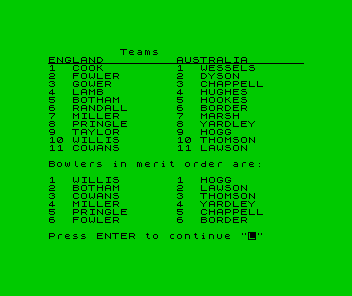 Teams
ENGLAND AUSTRALIA
1 COOK 1 WESSELS
2 FOWLER 2 DYSON
3 GOWER 3 CHAPPELL
4 LAMB 4 HUGHES
5 BOTHAM 5 HOOKES
6 RANDALL 6 BORDER
7 MILLER 7 MARSH
8 PRINGLE 8 YARDLEY
9 TAYLOR 9 HOGG
10 WILLIS 10 THOMSON
11 COWANS 11 LAWSON
Bowlers in merit order are:
1 WILLIS 1 HOGG
2 BOTHAM 2 LAWSON
3 COWANS 3 THOMSON
4 MILLER 4 YARDLEY
5 PRINGLE 5 CHAPPELL
6 FOWLER 6 BORDER
Press ENTER to continue "L"